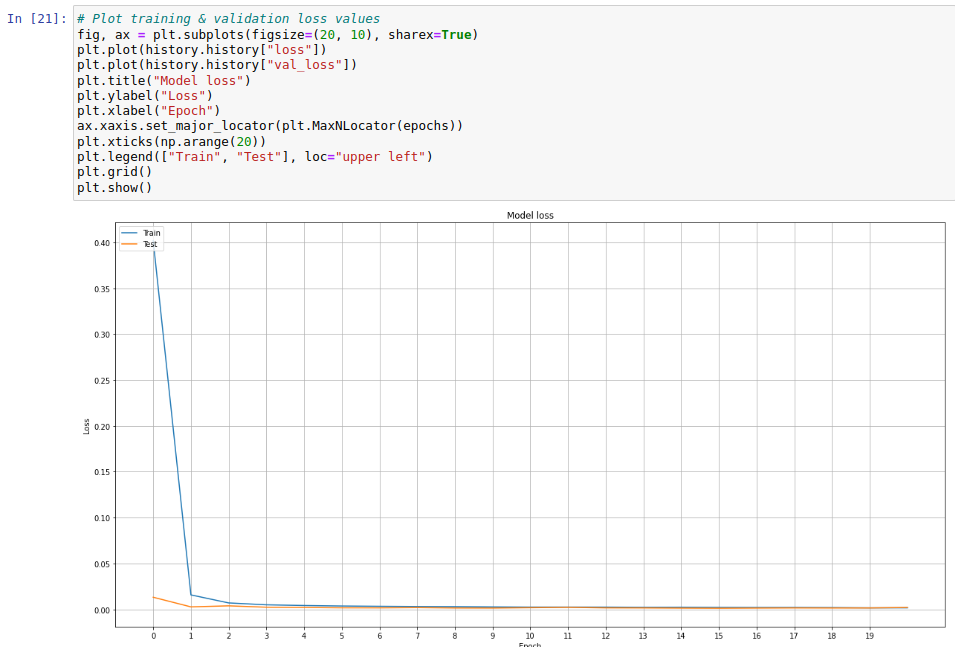 In [21]: # Plot training & validation loss values
fig, ax = plt.subplots(figsize=(20, 10), sharex=True)
plt.plot(history.history["loss"])
plt.plot(history.history["val_loss"])
plt.title("Model loss")
plt.ylabel("Loss")
plt.xlabel("Epoch")
ax.xaxis.set_major_locator(plt.MaxNLocator(epochs))
plt.xticks(np.arange(20))
plt.legend(["Train", "Test"], loc="upper left")
plt.grid()
plt.show()
Model loss
Train
Test
0.40
0.35
0.30
0.25
0.20
0.15
0.10
0.05
0.00
Loss
0 1 2 3 4 5 6 7 8 9 10 11 12 13 14 15 16 17 18 19
Epoch